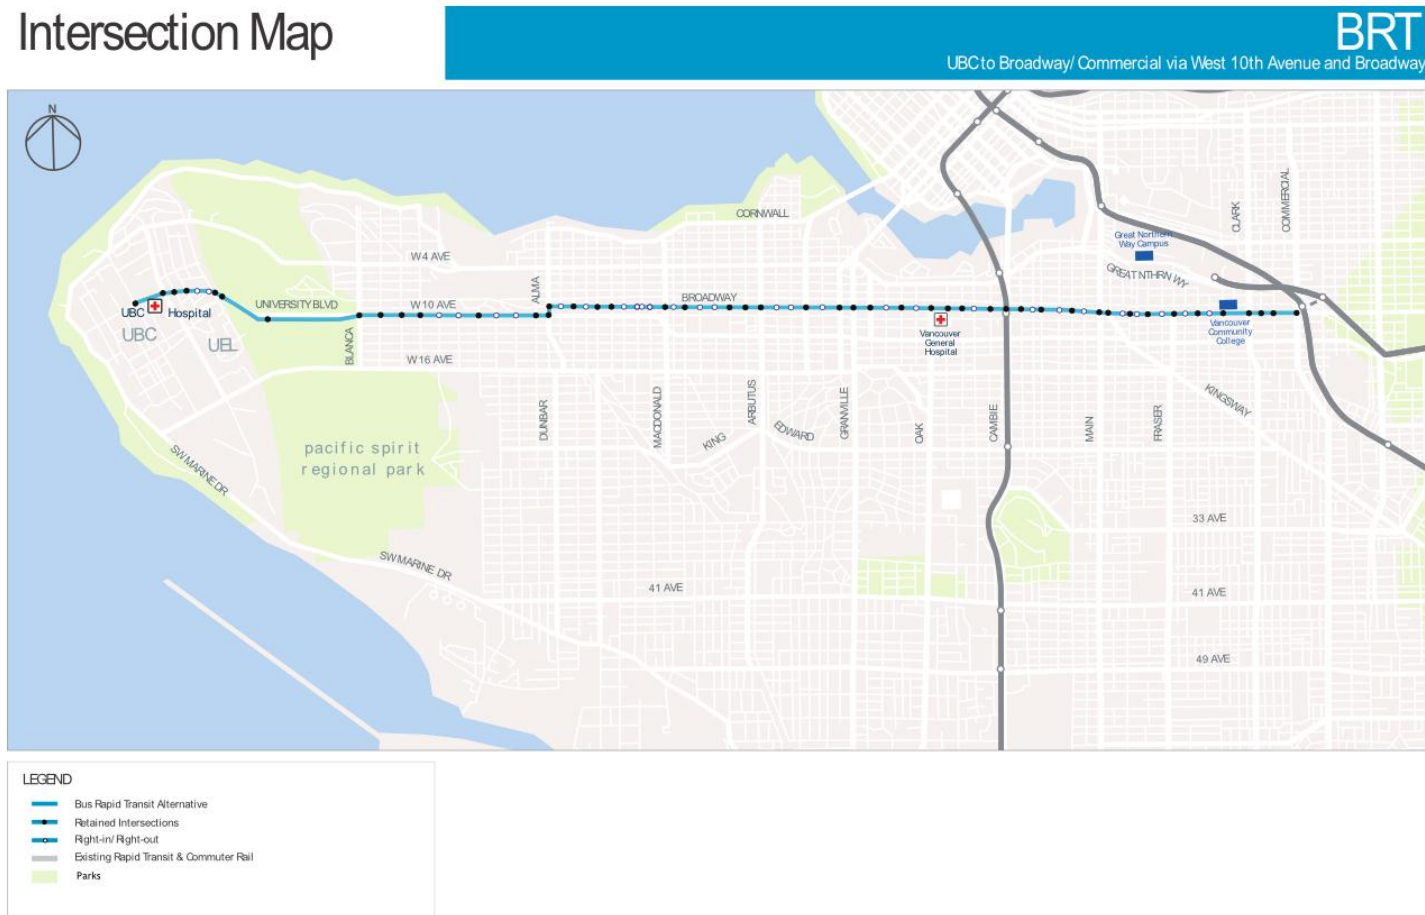 Intersection Map
BRT
UBC to Broadway/ Commercial via West 10th Avenue and Broadway
N
CORNWALL
CLARK
COMMERCIAL
Great Northern
Way Campus
W 4 AVE
GREAT NTHRN WY
ALMA
UNIVERSITY BLVD
W 10 AVE
BROADWAY
UBC
Hospital
UBC
UEL
BLANCA
Vancouver
General
Hospital
Vancouver
Community
College
W 16 AVE
DUNBAR
MACDONALD
ARBUTUS
GRANVILLE
OAK
CAMBIE
MAIN
FRASER
KINGSWAY
KING
EDWARD
pacific spirit
regional park
SW MARINE DR
33 AVE
SW MARINE DR
41 AVE
41 AVE
49 AVE
LEGEND
Bus Rapid Transit Alternative
Retained Intersections
Right-in/ Right-out
Existing Rapid Transit & Commuter Rail
Parks